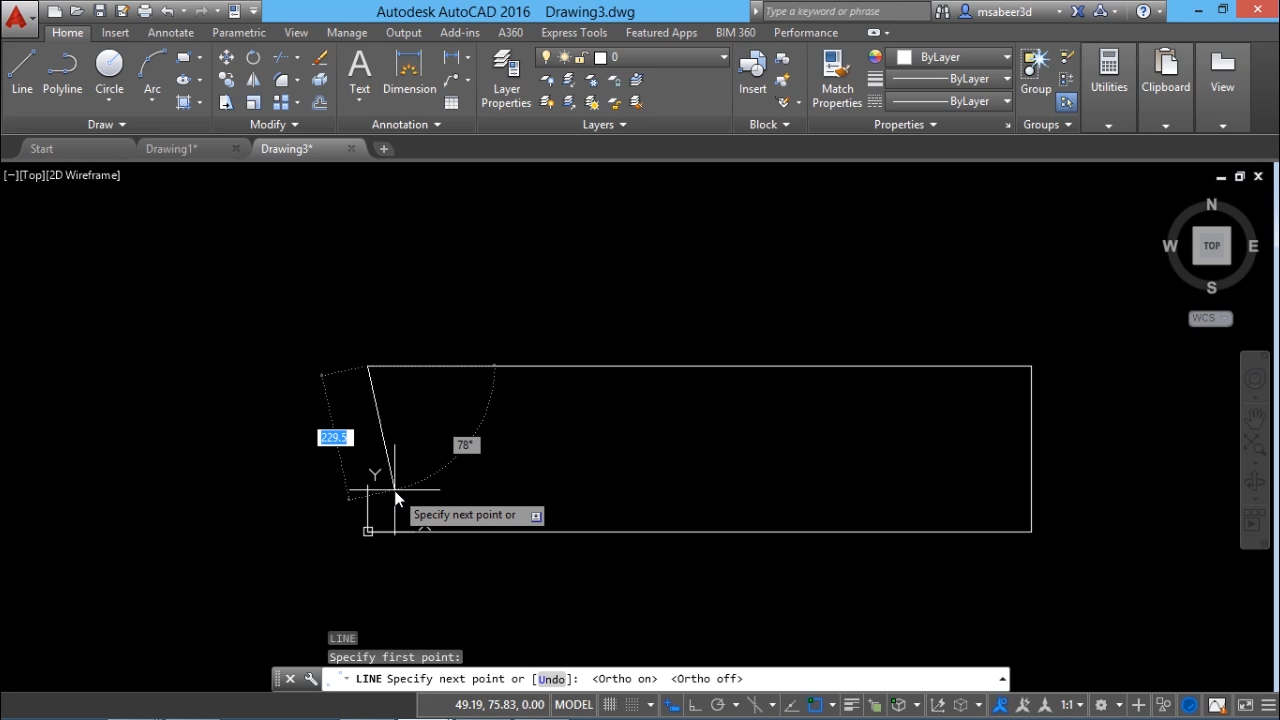 Autodesk AutoCAD 2016 Drawing3.dwg
Type a keyword or phrase
msabeer3d
Home Insert Annotate Parametric View Manage Output Add-ins A360 Express Tools Featured Apps BIM 360 Performance
Line Polyline Circle Arc
Text Dimension
Layer Properties
0
Insert
Match Properties
ByLayer
ByLayer
ByLayer
Group Utilities Clipboard View
Draw Modify Annotation Layers Block Properties Groups
Start Drawing1* Drawing3*
[−][Top][2D Wireframe]
N
W TOP E
S
WCS
229.5
78°
Y
Specify next point or
LINE
Specify first point:
LINE Specify next point or [Undo]: <Ortho on> <Ortho off>
49.19, 75.83, 0.00 MODEL 1:1